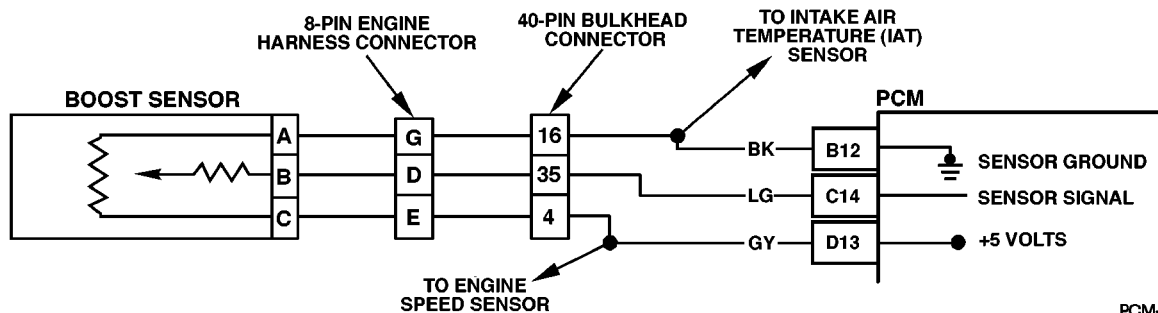 8-PIN ENGINE
HARNESS CONNECTOR
40-PIN BULKHEAD
CONNECTOR
TO INTAKE AIR
TEMPERATURE (IAT)
SENSOR
BOOST SENSOR
PCM
A
G
16
BK
B12
SENSOR GROUND
B
D
35
LG
C14
SENSOR SIGNAL
C
E
4
GY
D13
+5 VOLTS
TO ENGINE
SPEED SENSOR